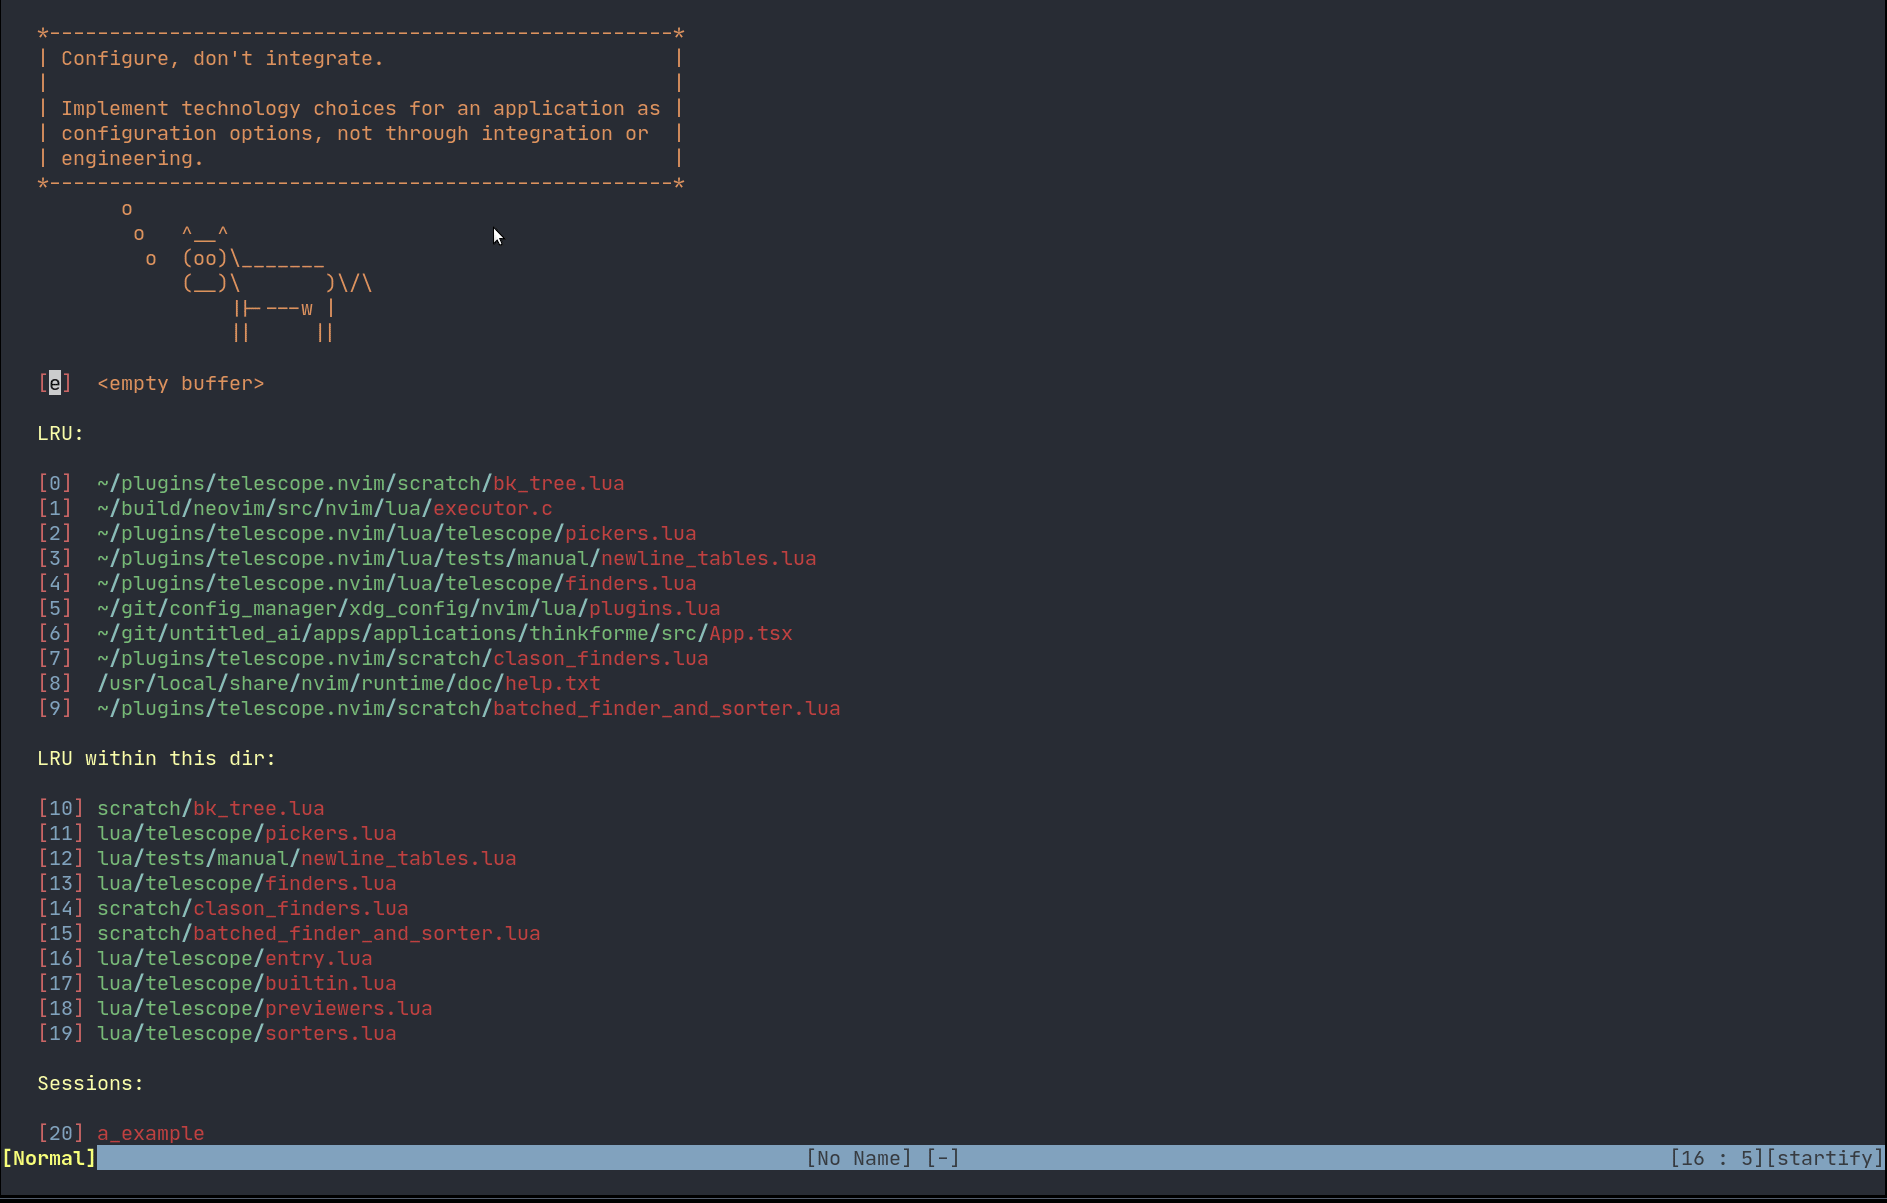 *----------------------------------------------------*
| Configure, don't integrate.                        |
|                                                    |
| Implement technology choices for an application as |
| configuration options, not through integration or  |
| engineering.                                       |
*----------------------------------------------------*
       o
        o   ^__^
         o  (oo)\_______
            (__)\       )\/\
                ||----w |
                ||     ||
[e]  <empty buffer>
LRU:
[0]  ~/plugins/telescope.nvim/scratch/bk_tree.lua
[1]  ~/build/neovim/src/nvim/lua/executor.c
[2]  ~/plugins/telescope.nvim/lua/telescope/pickers.lua
[3]  ~/plugins/telescope.nvim/lua/tests/manual/newline_tables.lua
[4]  ~/plugins/telescope.nvim/lua/telescope/finders.lua
[5]  ~/git/config_manager/xdg_config/nvim/lua/plugins.lua
[6]  ~/git/untitled_ai/apps/applications/thinkforme/src/App.tsx
[7]  ~/plugins/telescope.nvim/scratch/clason_finders.lua
[8]  /usr/local/share/nvim/runtime/doc/help.txt
[9]  ~/plugins/telescope.nvim/scratch/batched_finder_and_sorter.lua
LRU within this dir:
[10] scratch/bk_tree.lua
[11] lua/telescope/pickers.lua
[12] lua/tests/manual/newline_tables.lua
[13] lua/telescope/finders.lua
[14] scratch/clason_finders.lua
[15] scratch/batched_finder_and_sorter.lua
[16] lua/telescope/entry.lua
[17] lua/telescope/builtin.lua
[18] lua/telescope/previewers.lua
[19] lua/telescope/sorters.lua
Sessions:
[20] a_example
[Normal] [No Name] [-] [16 : 5][startify]